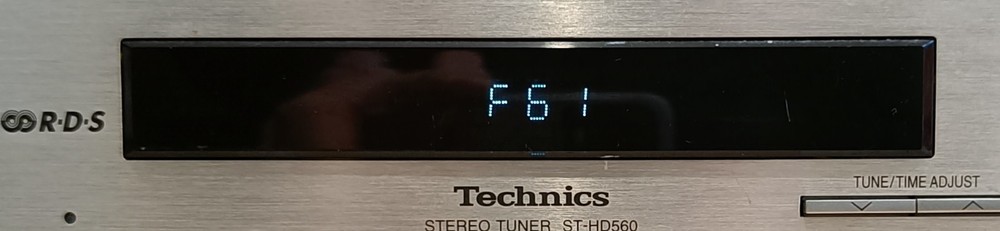 F61
R·D·S
TUNE/TIME ADJUST
Technics
STEREO TUNER ST-HD560